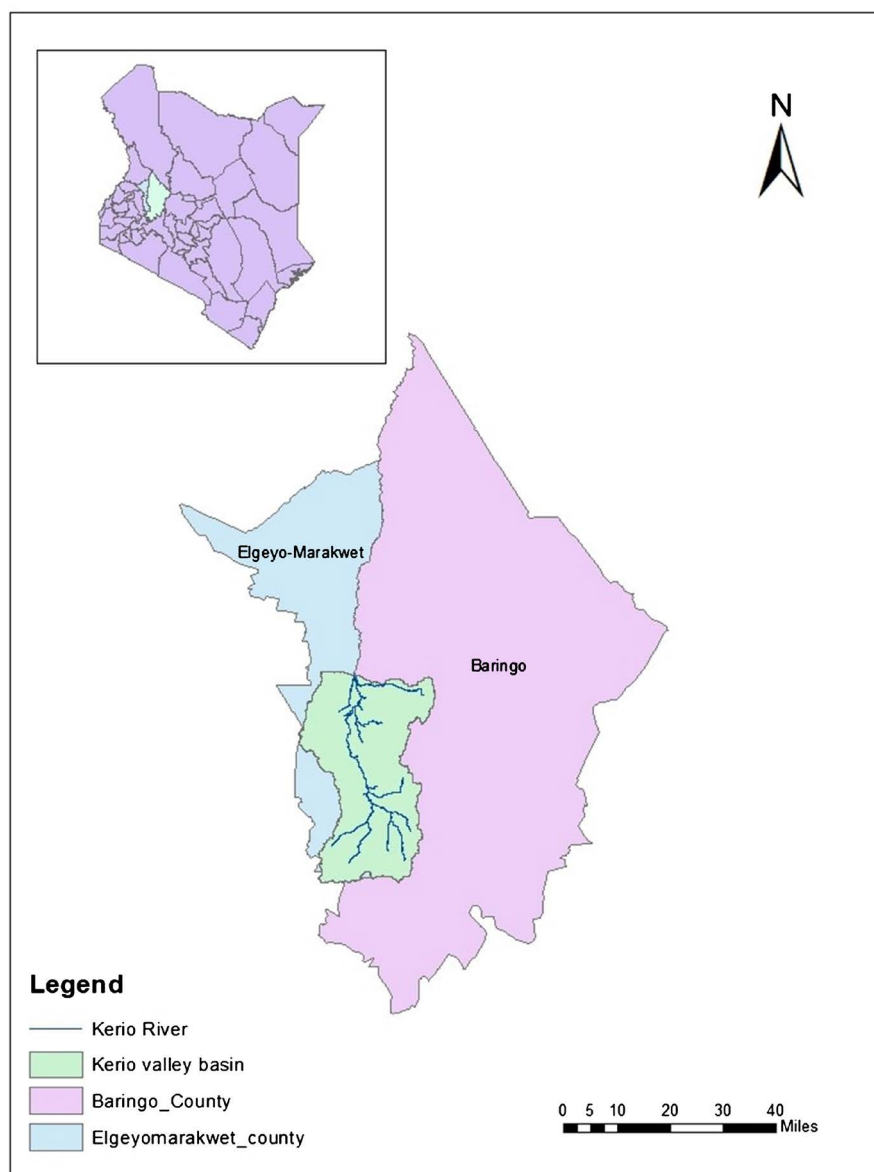 N
Elgeyo-Marakwet
Baringo
Legend
Kerio River
Kerio valley basin
Baringo_County
Elgeyomarakwet_county
0 5 10 20 30 40
Miles